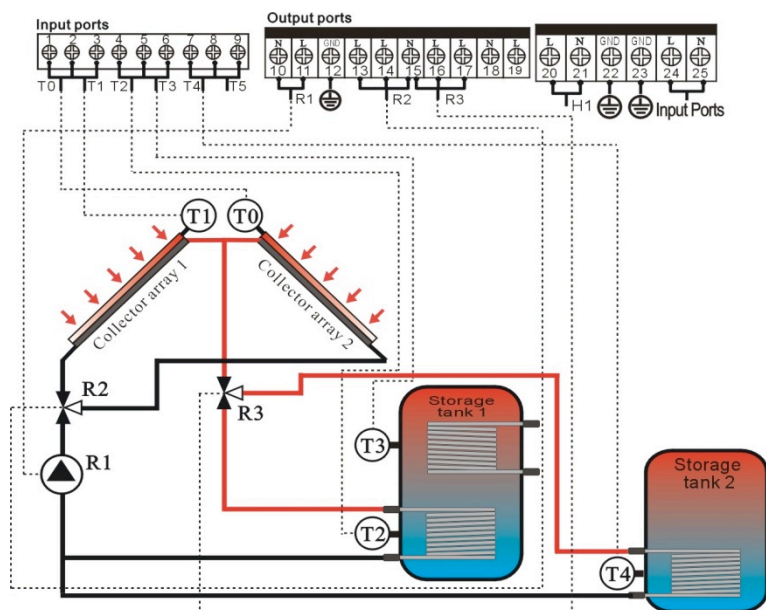 Input ports
1 2 3 4 5 6 7 8 9
T0 T1 T2 T3 T4 T5
Output ports
N L GND L L N L L N L
10 11 12 13 14 15 16 17 18 19
R1 R2 R3
L N GND GND L N
20 21 22 23 24 25
H1 Input Ports
T1 T0
Collector array 1
Collector array 2
R2
R3
R1
Storage
tank 1
T3
T2
Storage
tank 2
T4